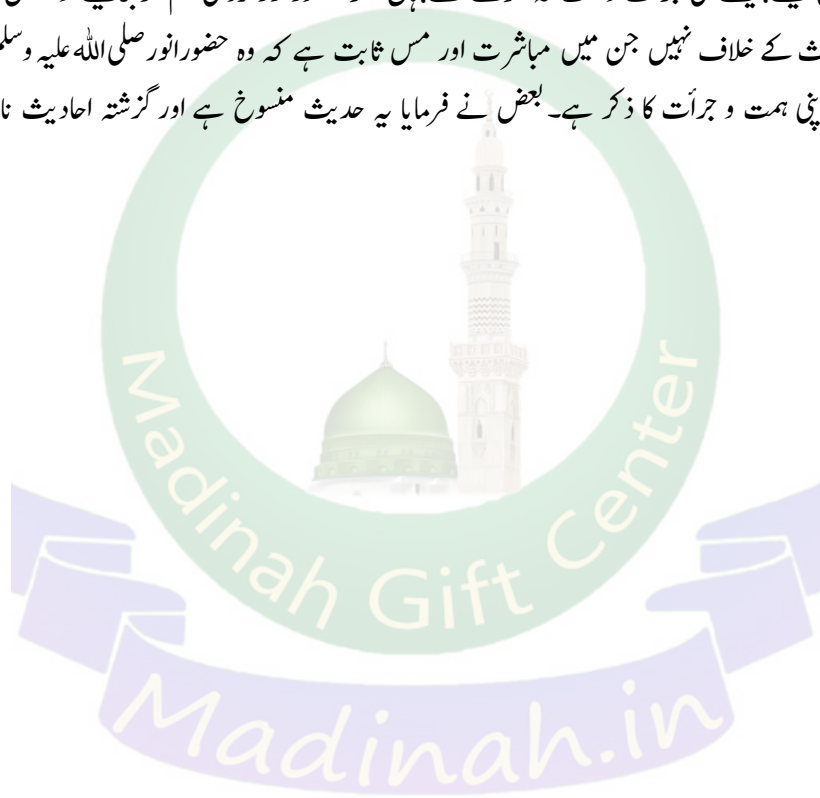 ث کے خلاف نہیں جن میں مباشرت اور مس ثابت ہے کہ وہ حضورانور صلی اللہ علیہ وسلم
پنی ہمت و جرأت کا ذکر ہے۔ بعض نے فرمایا یہ حدیث منسوخ ہے اور گزشتہ احادیث نا
Madinah Gift Center
Madinah.in